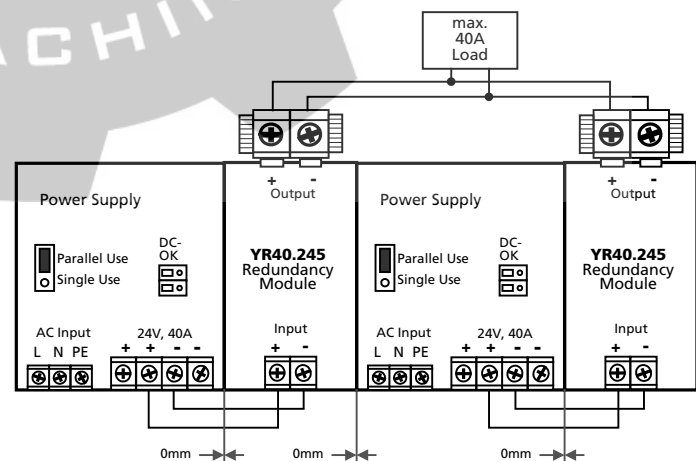 ACHI
max.
40A
Load
+ -
Output
+ -
Output
Power Supply
Parallel Use
Single Use
DC-
OK
AC Input
L N PE
24V, 40A
+ + - -
YR40.245
Redundancy
Module
Input
+ -
Power Supply
Parallel Use
Single Use
DC-
OK
AC Input
L N PE
24V, 40A
+ + - -
YR40.245
Redundancy
Module
Input
+ -
0mm
0mm
0mm